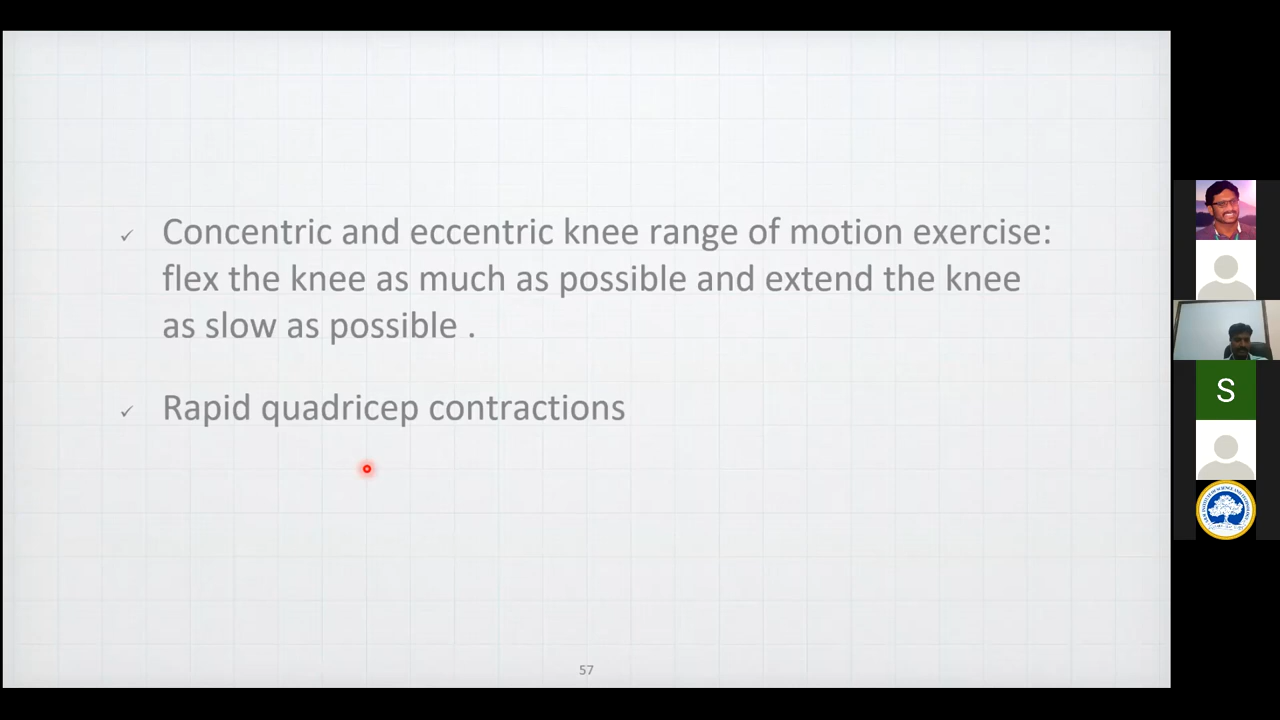 ✓ Concentric and eccentric knee range of motion exercise:
flex the knee as much as possible and extend the knee
as slow as possible .
✓ Rapid quadricep contractions
57
S